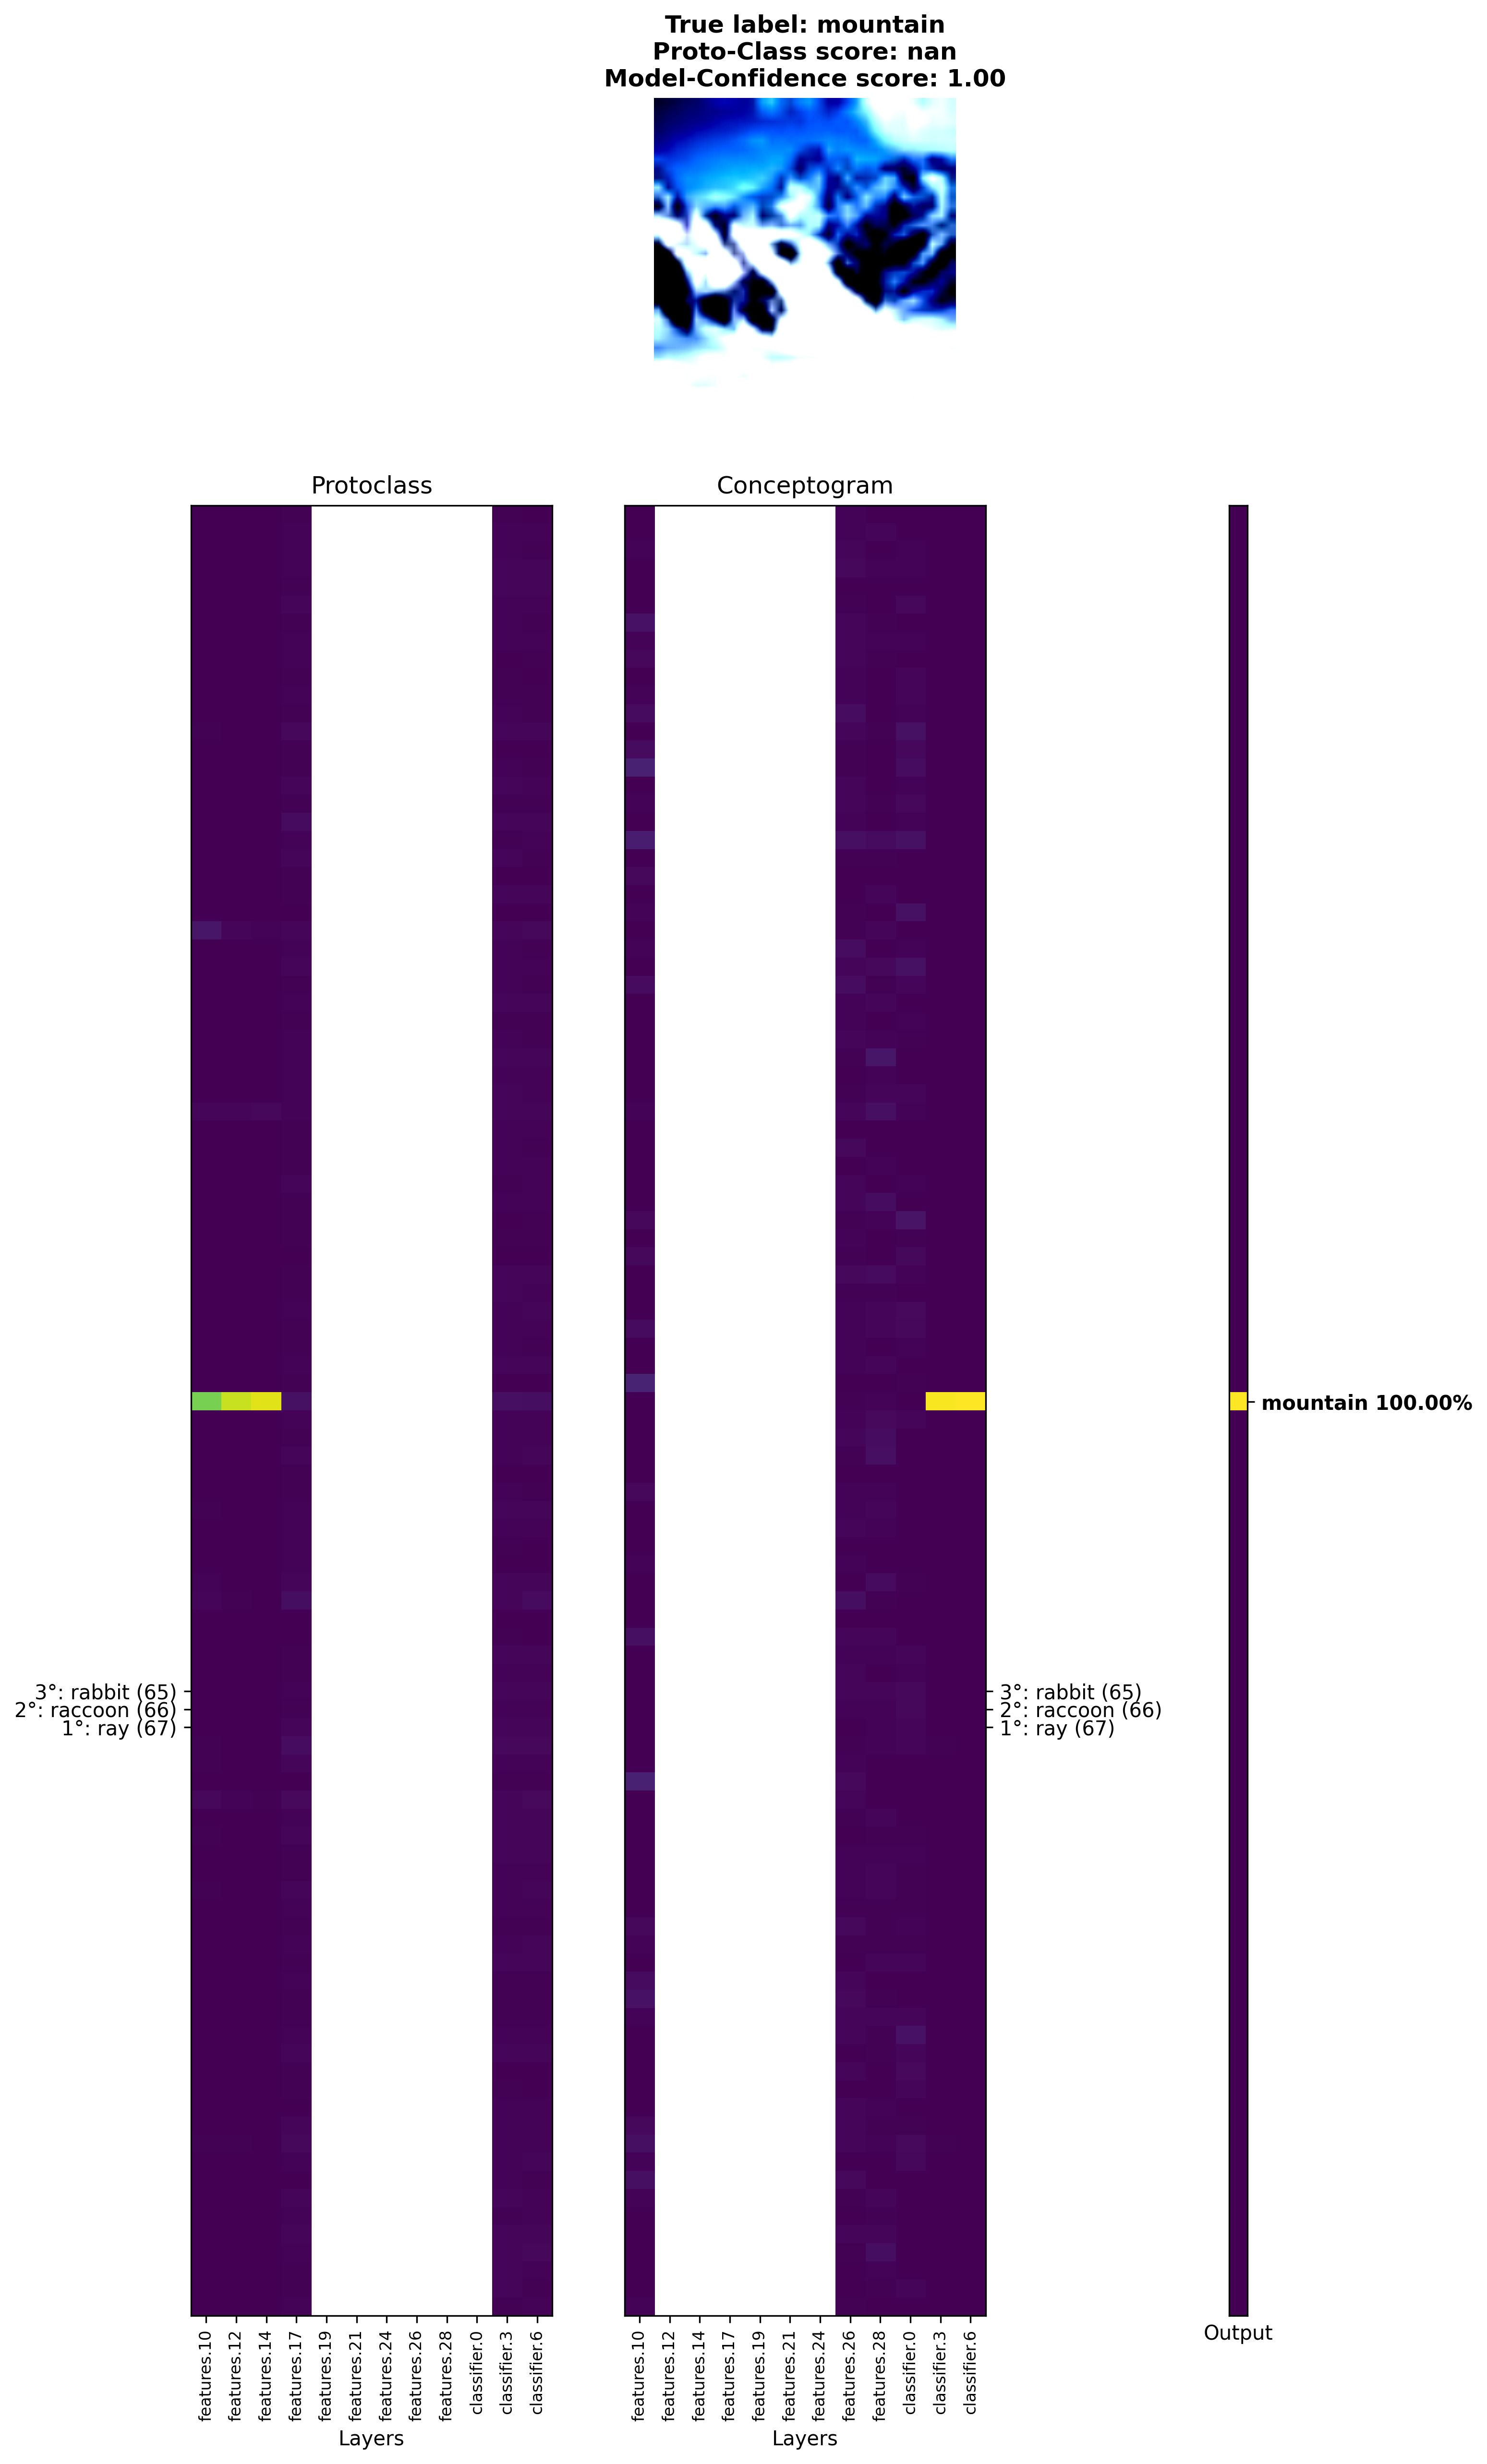 True label: mountain
Proto-Class score: nan
Model-Confidence score: 1.00
Protoclass
Conceptogram
mountain 100.00%
3°: rabbit (65)
2°: raccoon (66)
1°: ray (67)
3°: rabbit (65)
2°: raccoon (66)
1°: ray (67)
features.10
features.12
features.14
features.17
features.19
features.21
features.24
features.26
features.28
classifier.0
classifier.3
classifier.6
Layers
features.10
features.12
features.14
features.17
features.19
features.21
features.24
features.26
features.28
classifier.0
classifier.3
classifier.6
Layers
Output